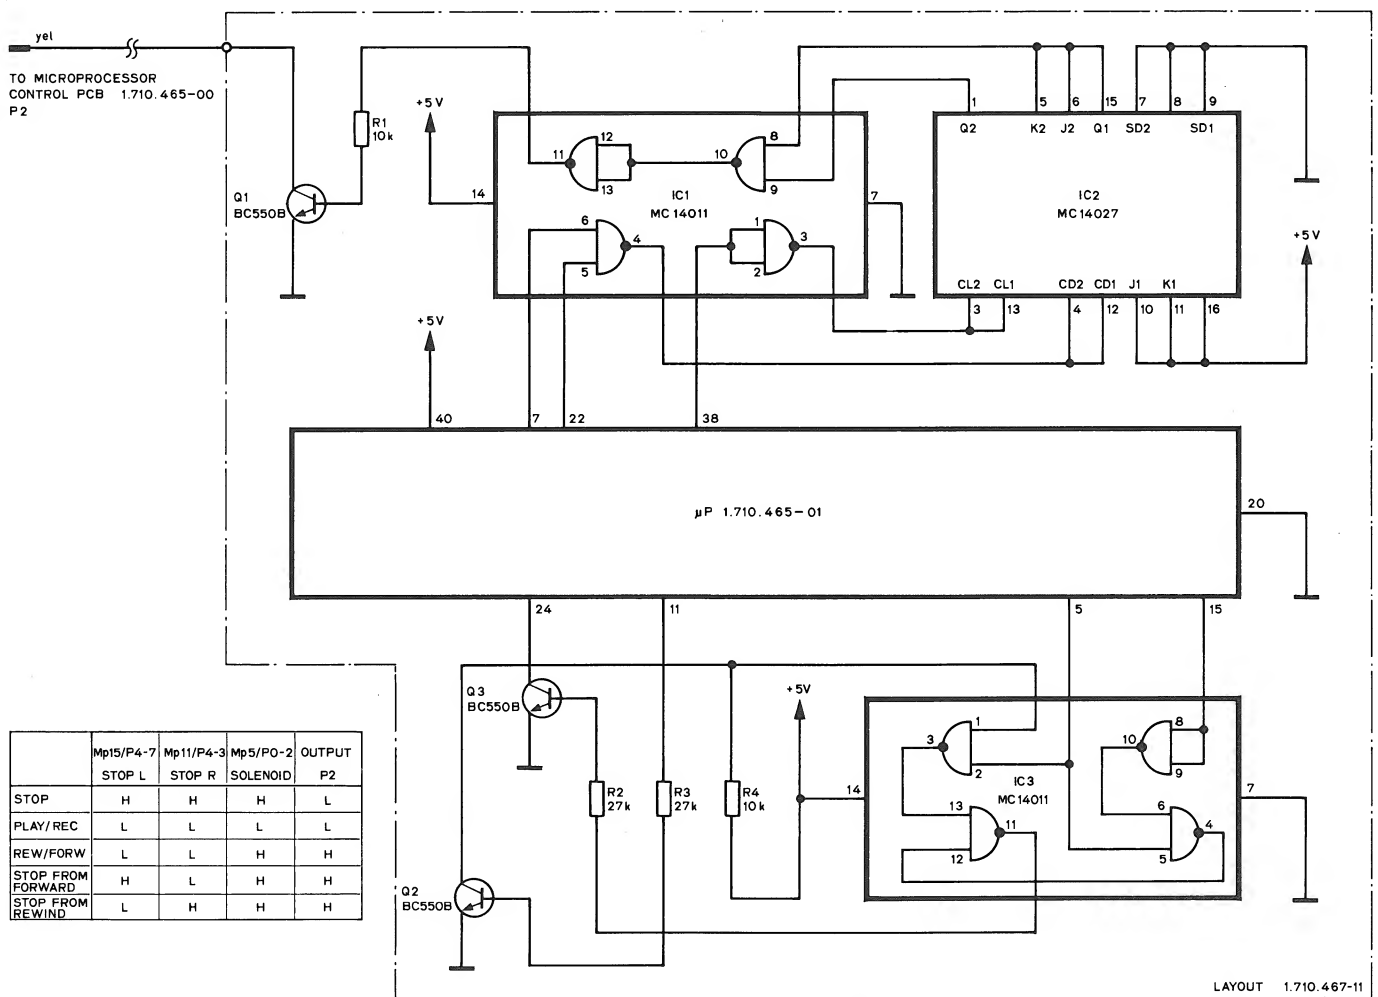 yel
TO MICROPROCESSOR
CONTROL PCB 1.710.465-00
P2
R1
10k
Q1
BC550B
+5V
14
11
12
13
10
8
9
IC1
MC14011
7
6
5
4
1
2
3
1
5
6
15
7
8
9
Q2
K2
J2
Q1
SD2
SD1
IC2
MC14027
CL2
CL1
CD2
CD1
J1
K1
3
13
4
12
10
11
16
+5V
+5V
40
7
22
38
µP 1.710.465-01
20
24
11
5
15
Q3
BC550B
R2
27k
R3
27k
R4
10k
+5V
14
3
1
2
10
8
9
IC3
MC14011
7
13
12
11
6
5
4
Q2
BC550B
Mp15/P4-7 Mp11/P4-3 Mp5/P0-2 OUTPUT
STOP L STOP R SOLENOID P2
STOP H H H L
PLAY/REC L L L L
REW/FORW L L H H
STOP FROM
FORWARD H L H H
STOP FROM
REWIND L H H H
LAYOUT 1.710.467-11